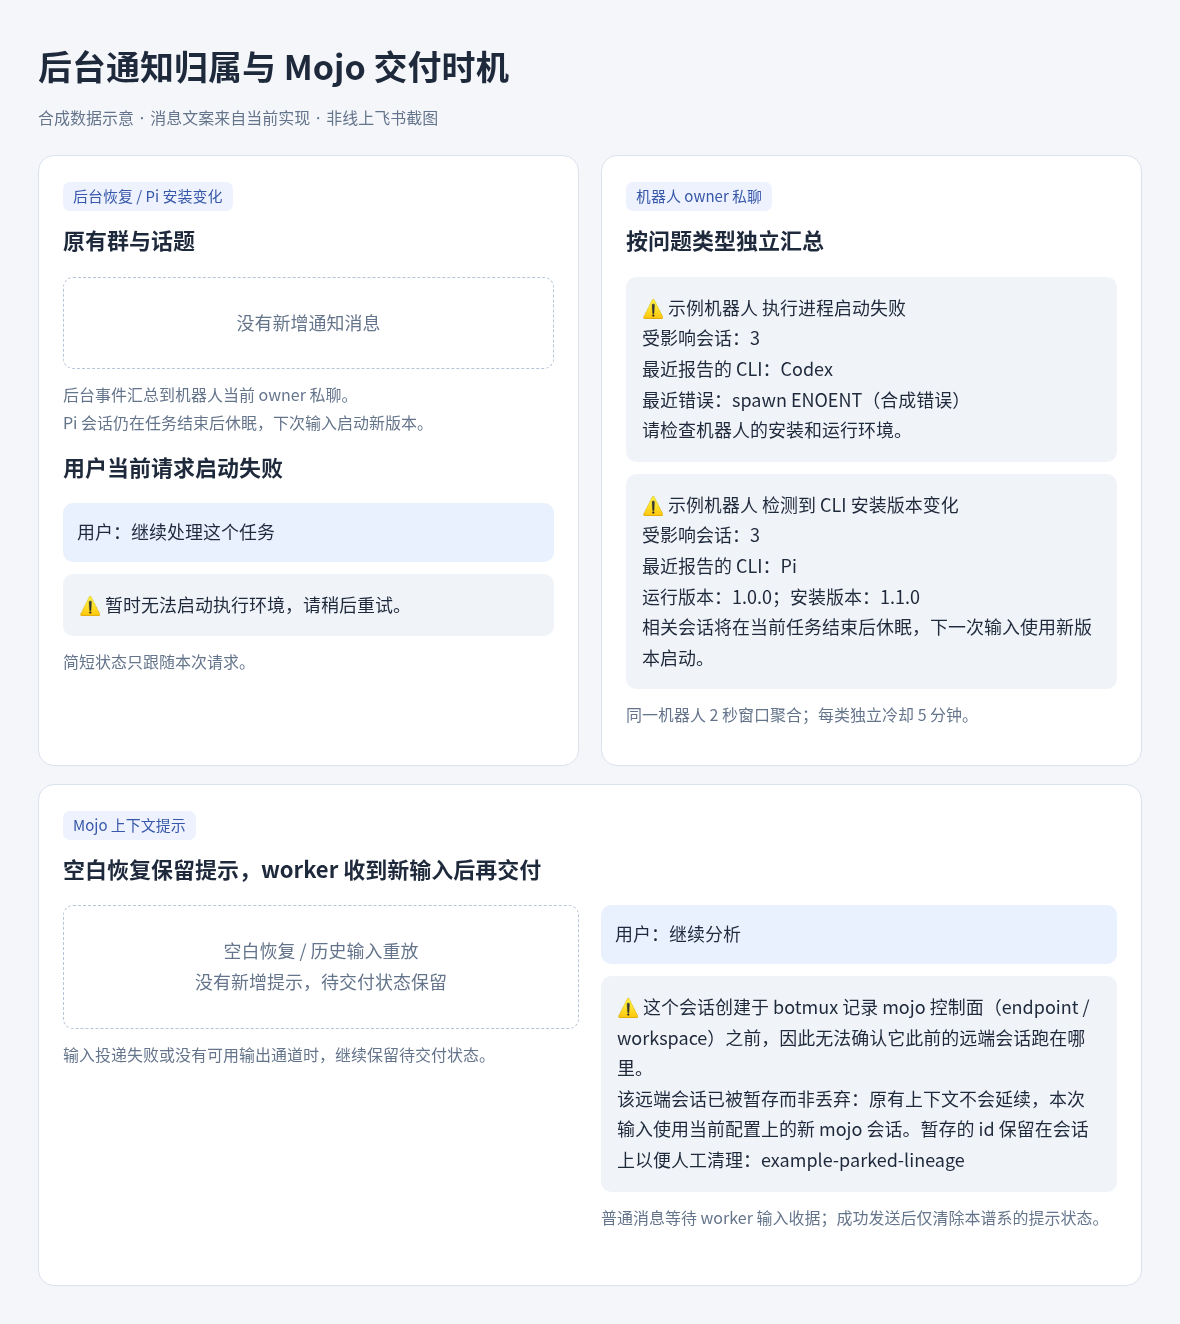 后台通知归属与 Mojo 交付时机
合成数据示意 · 消息文案来自当前实现 · 非线上飞书截图
后台恢复 / Pi 安装变化
原有群与话题
没有新增通知消息
后台事件汇总到机器人当前 owner 私聊。
Pi 会话仍在任务结束后休眠，下次输入启动新版本。
用户当前请求启动失败
用户：继续处理这个任务
⚠️ 暂时无法启动执行环境，请稍后重试。
简短状态只跟随本次请求。
机器人 owner 私聊
按问题类型独立汇总
⚠️ 示例机器人 执行进程启动失败
受影响会话：3
最近报告的 CLI：Codex
最近错误：spawn ENOENT（合成错误）
请检查机器人的安装和运行环境。
⚠️ 示例机器人 检测到 CLI 安装版本变化
受影响会话：3
最近报告的 CLI：Pi
运行版本：1.0.0；安装版本：1.1.0
相关会话将在当前任务结束后休眠，下一次输入使用新版
本启动。
同一机器人 2 秒窗口聚合；每类独立冷却 5 分钟。
Mojo 上下文提示
空白恢复保留提示，worker 收到新输入后再交付
空白恢复 / 历史输入重放
没有新增提示，待交付状态保留
输入投递失败或没有可用输出通道时，继续保留待交付状态。
用户：继续分析
⚠️ 这个会话创建于 botmux 记录 mojo 控制面（endpoint /
workspace）之前，因此无法确认它此前的远端会话跑在哪
里。
该远端会话已被暂存而非丢弃：原有上下文不会延续，本次
输入使用当前配置上的新 mojo 会话。暂存的 id 保留在会话
上以便人工清理：example-parked-lineage
普通消息等待 worker 输入收据；成功发送后仅清除本谱系的提示状态。